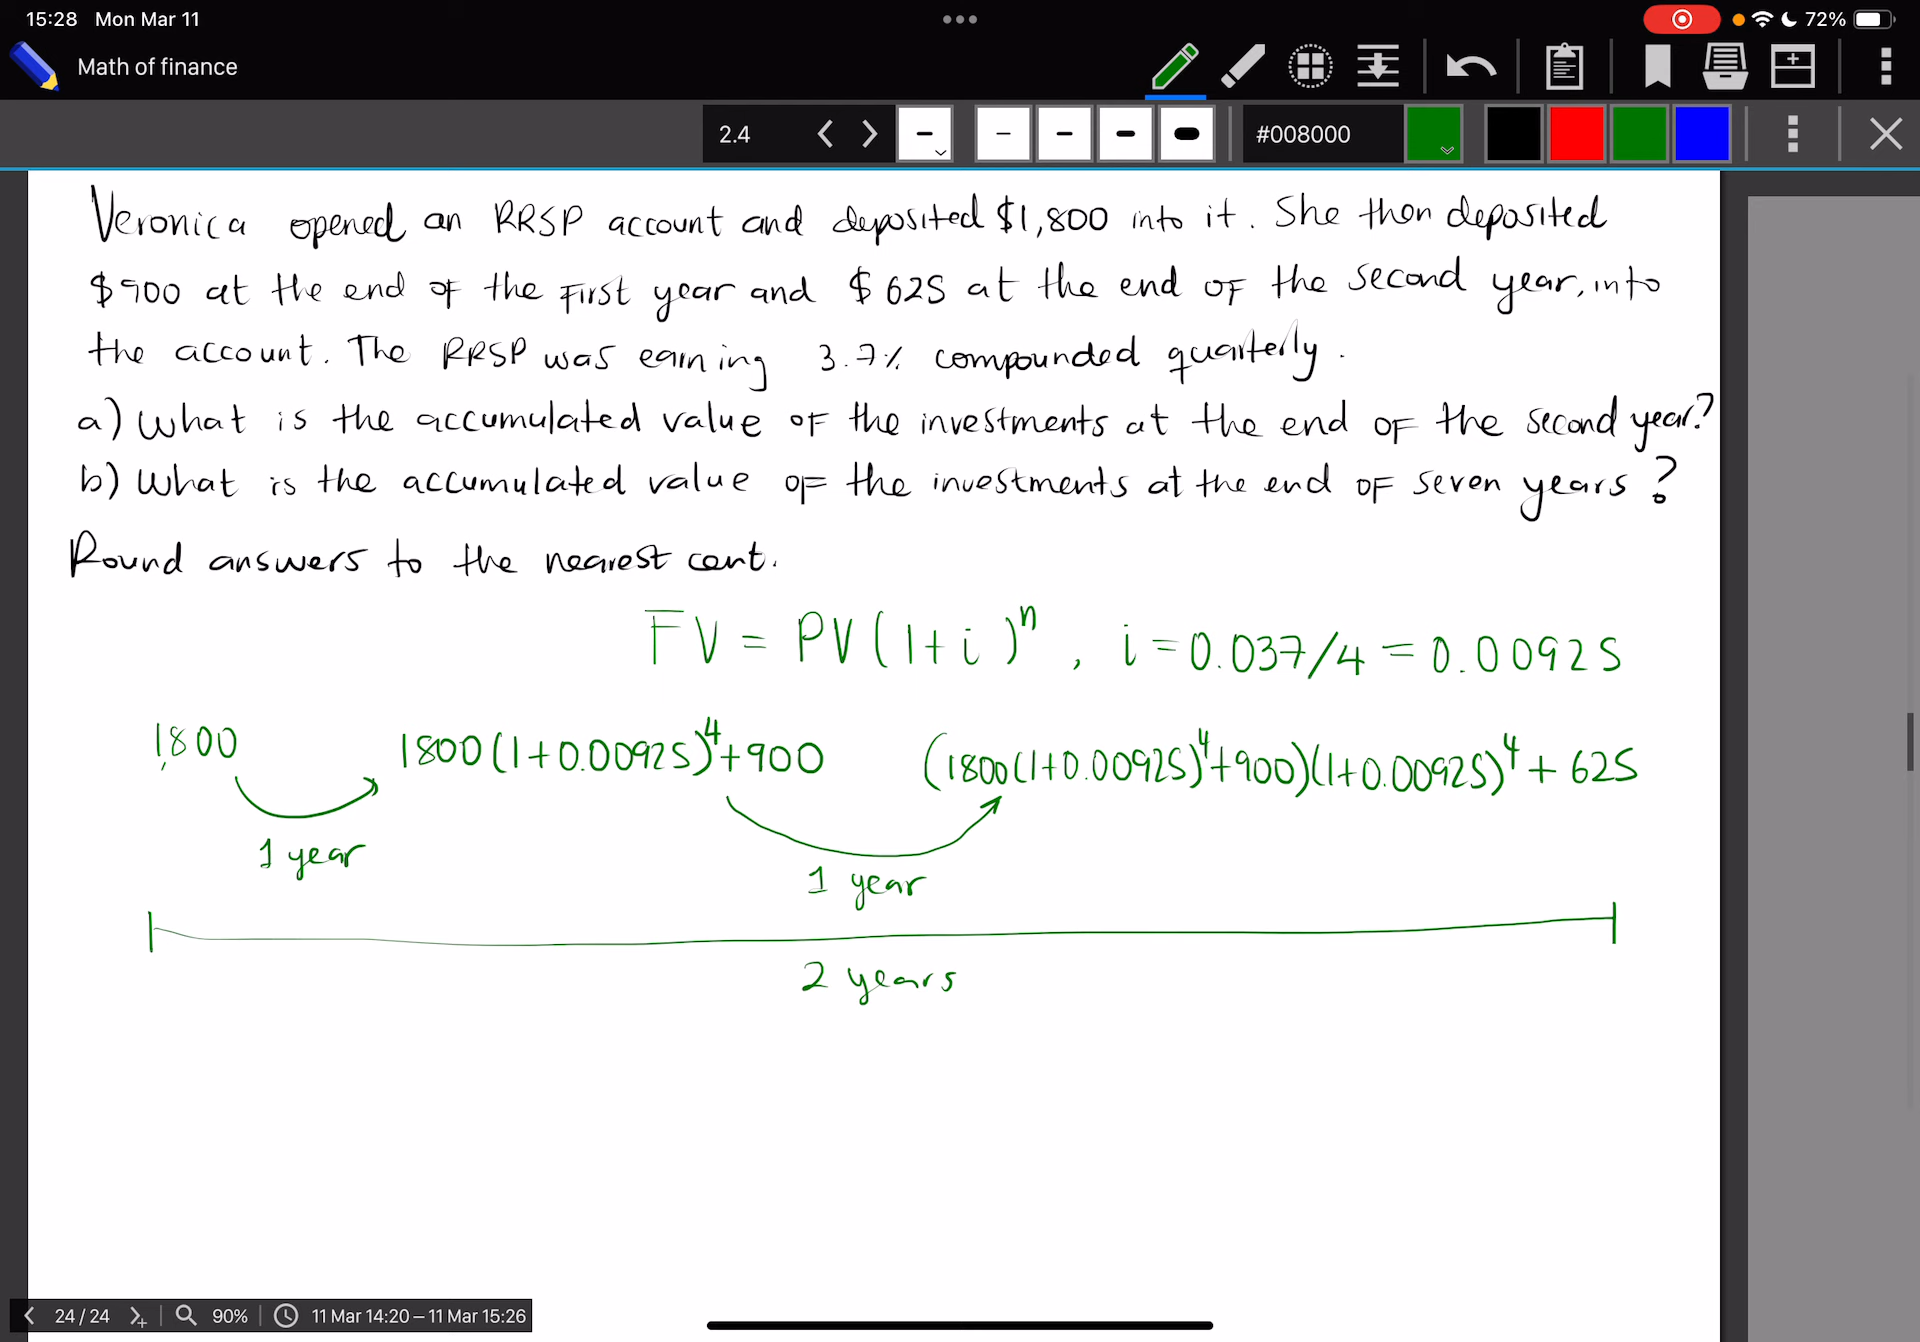 15:28 Mon Mar 11 72%
Math of finance
2.4 #008000
Veronica opened an RRSP account and deposited $1,800 into it. She then deposited
$900 at the end of the First year and $625 at the end of the second year, into
the account. The RRSP was earning 3.7% compounded quarterly.
a) What is the accumulated value of the investments at the end of the second year?
b) What is the accumulated value of the investments at the end of seven years?
Round answers to the nearest cent.
FV = PV(1+i)^n, i = 0.037/4 = 0.00925
1,800 1800(1+0.00925)^4+900 (1800(1+0.00925)^4+900)(1+0.00925)^4 + 625
1 year
1 year
2 years
24/24 90% 11 Mar 14:20 – 11 Mar 15:26